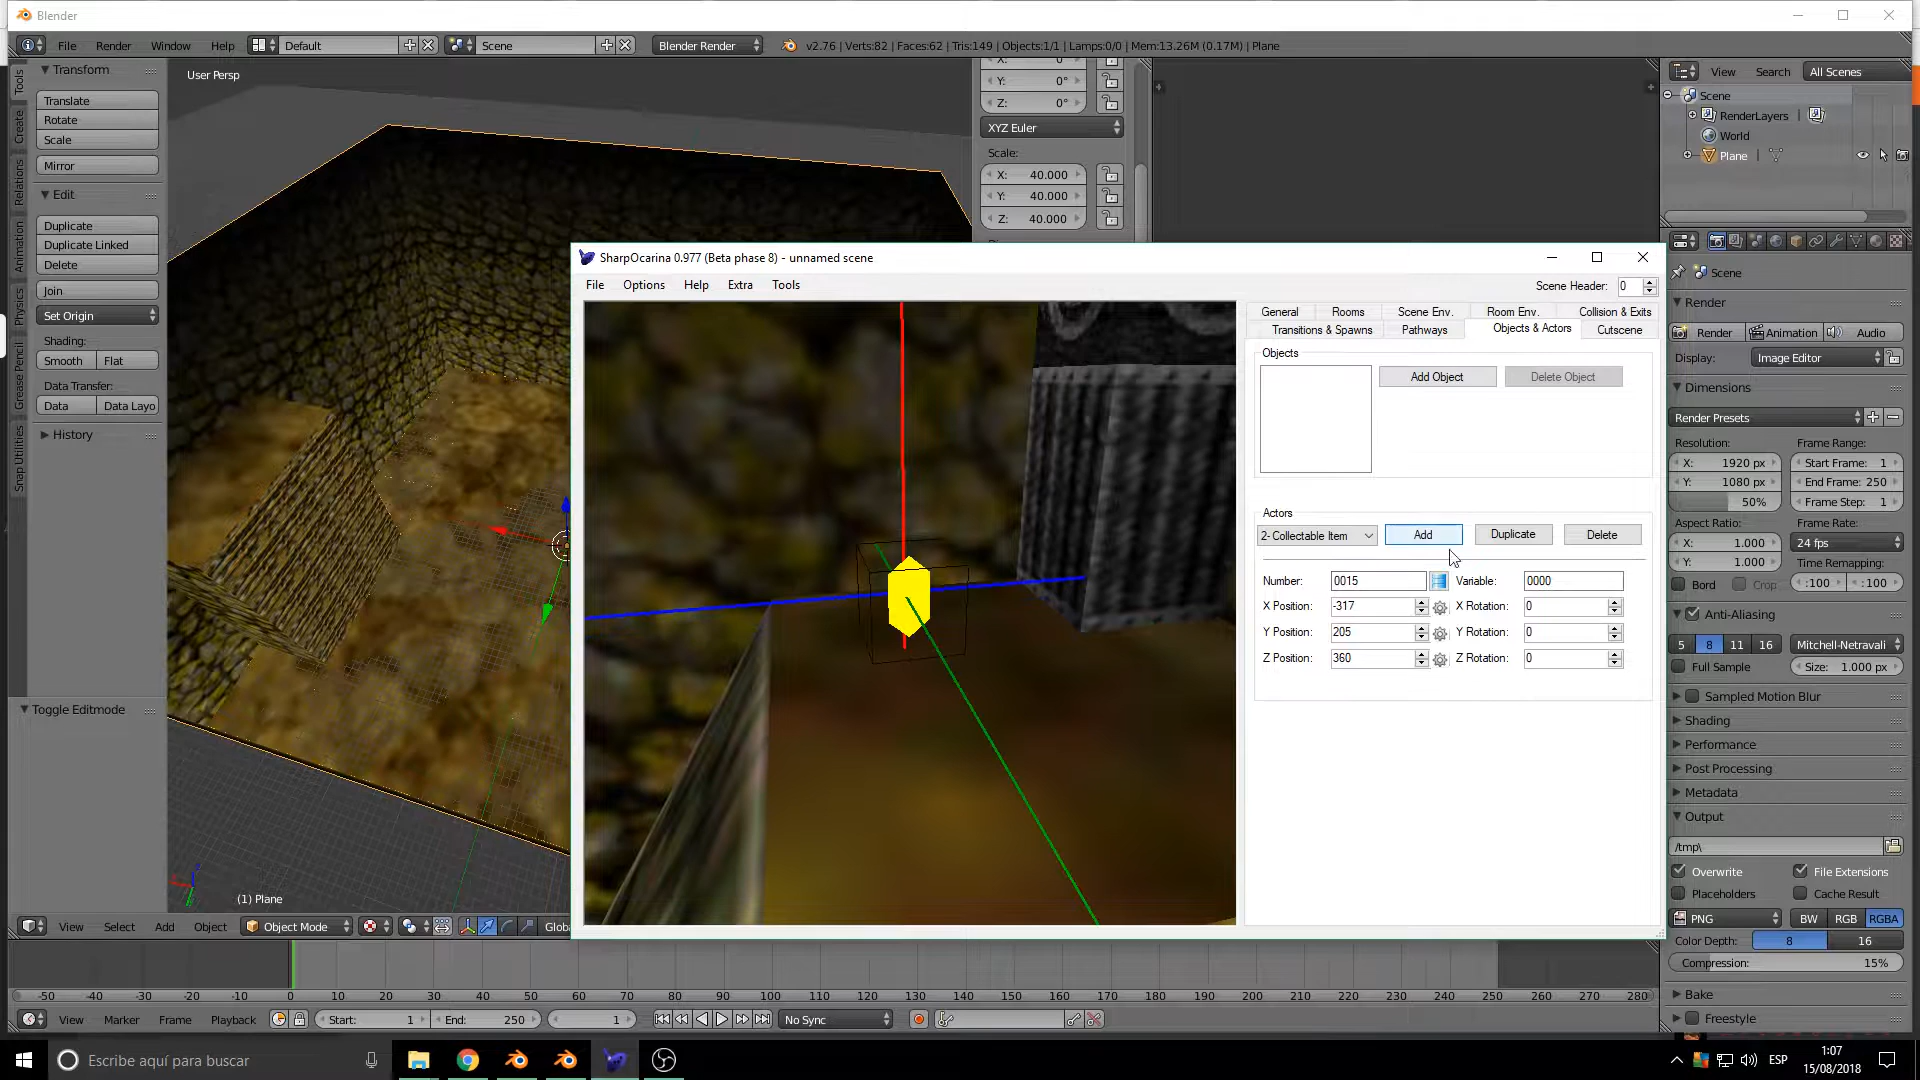 Blender
File Render Window Help Default Scene Blender Render v2.76 | Verts:82 | Faces:62 | Tris:149 | Objects:1/1 | Lamps:0/0 | Mem:13.26M (0.17M) | Plane
Tools
Create
Relations
Animation
Physics
Grease Pencil
Snap Utilities
Transform
Translate
Rotate
Scale
Mirror
Edit
Duplicate
Duplicate Linked
Delete
Join
Set Origin
Shading:
Smooth Flat
Data Transfer:
Data Data Layo
History
Toggle Editmode
User Persp
(1) Plane
X: 0°
Y: 0°
Z: 0°
XYZ Euler
Scale:
X: 40.000
Y: 40.000
Z: 40.000
SharpOcarina 0.977 (Beta phase 8) - unnamed scene
File Options Help Extra Tools Scene Header: 0
General Rooms Scene Env. Room Env. Collision & Exits
Transitions & Spawns Pathways Objects & Actors Cutscene
Objects
Add Object Delete Object
Actors
2- Collectable Item Add Duplicate Delete
Number: 0015 Variable: 0000
X Position: -317 X Rotation: 0
Y Position: 205 Y Rotation: 0
Z Position: 360 Z Rotation: 0
View Search All Scenes
Scene
RenderLayers
World
Plane
Scene
Render
Render Animation Audio
Display: Image Editor
Dimensions
Render Presets
Resolution: Frame Range:
X: 1920 px Start Frame: 1
Y: 1080 px End Frame: 250
50% Frame Step: 1
Aspect Ratio: Frame Rate:
X: 1.000 24 fps
Y: 1.000 Time Remapping:
Bord Crop :100 :100
Anti-Aliasing
5 8 11 16 Mitchell-Netravali
Full Sample Size: 1.000 px
Sampled Motion Blur
Shading
Performance
Post Processing
Metadata
Output
/tmp\
Overwrite File Extensions
Placeholders Cache Result
PNG BW RGB RGBA
Color Depth: 8 16
Compression: 15%
Bake
Freestyle
View Select Add Object Object Mode Globa
-50 -40 -30 -20 -10 0 10 20 30 40 50 60 70 80 90 100 110 120 130 140 150 160 170 180 190 200 210 220 230 240 250 260 270 280
View Marker Frame Playback Start: 1 End: 250 1 No Sync
Escribe aquí para buscar
ESP
1:07
15/08/2018